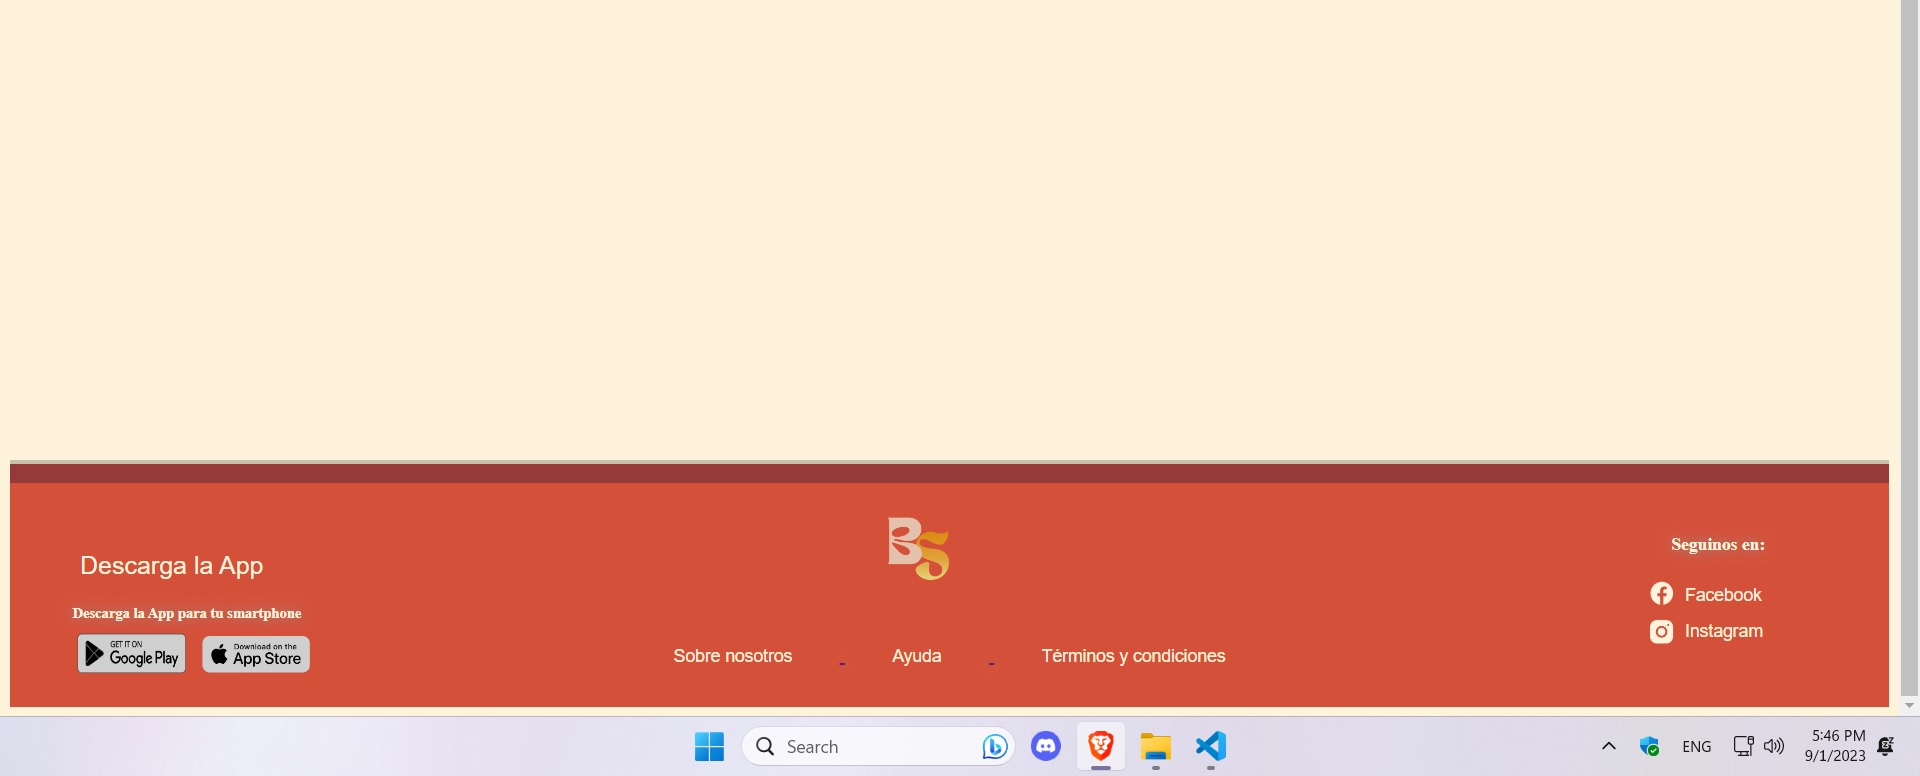 BS
Descarga la App
Descarga la App para tu smartphone
GET IT ON
Google Play
Download on the
App Store
Sobre nosotros
Ayuda
Términos y condiciones
Seguinos en:
Facebook
Instagram
Search
ENG
5:46 PM
9/1/2023